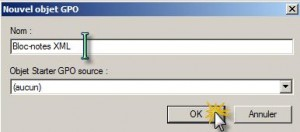 Nouvel objet GPO
Nom :
Bloc-notes XML
Objet Starter GPO source :
(aucun)
OK Annuler